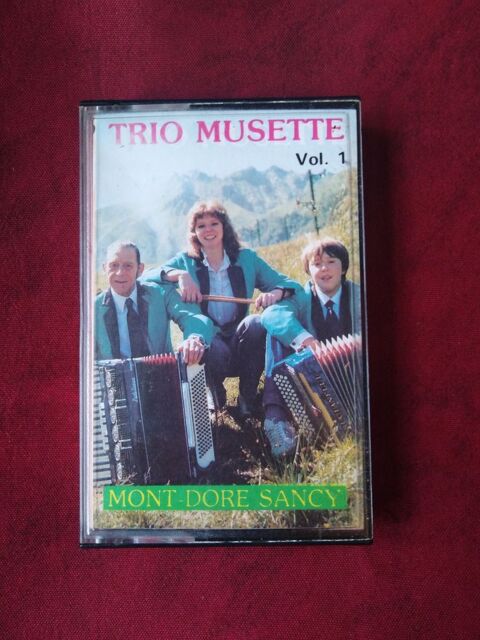 TRIO MUSETTE
Vol. 1
MONT-DORE SANCY